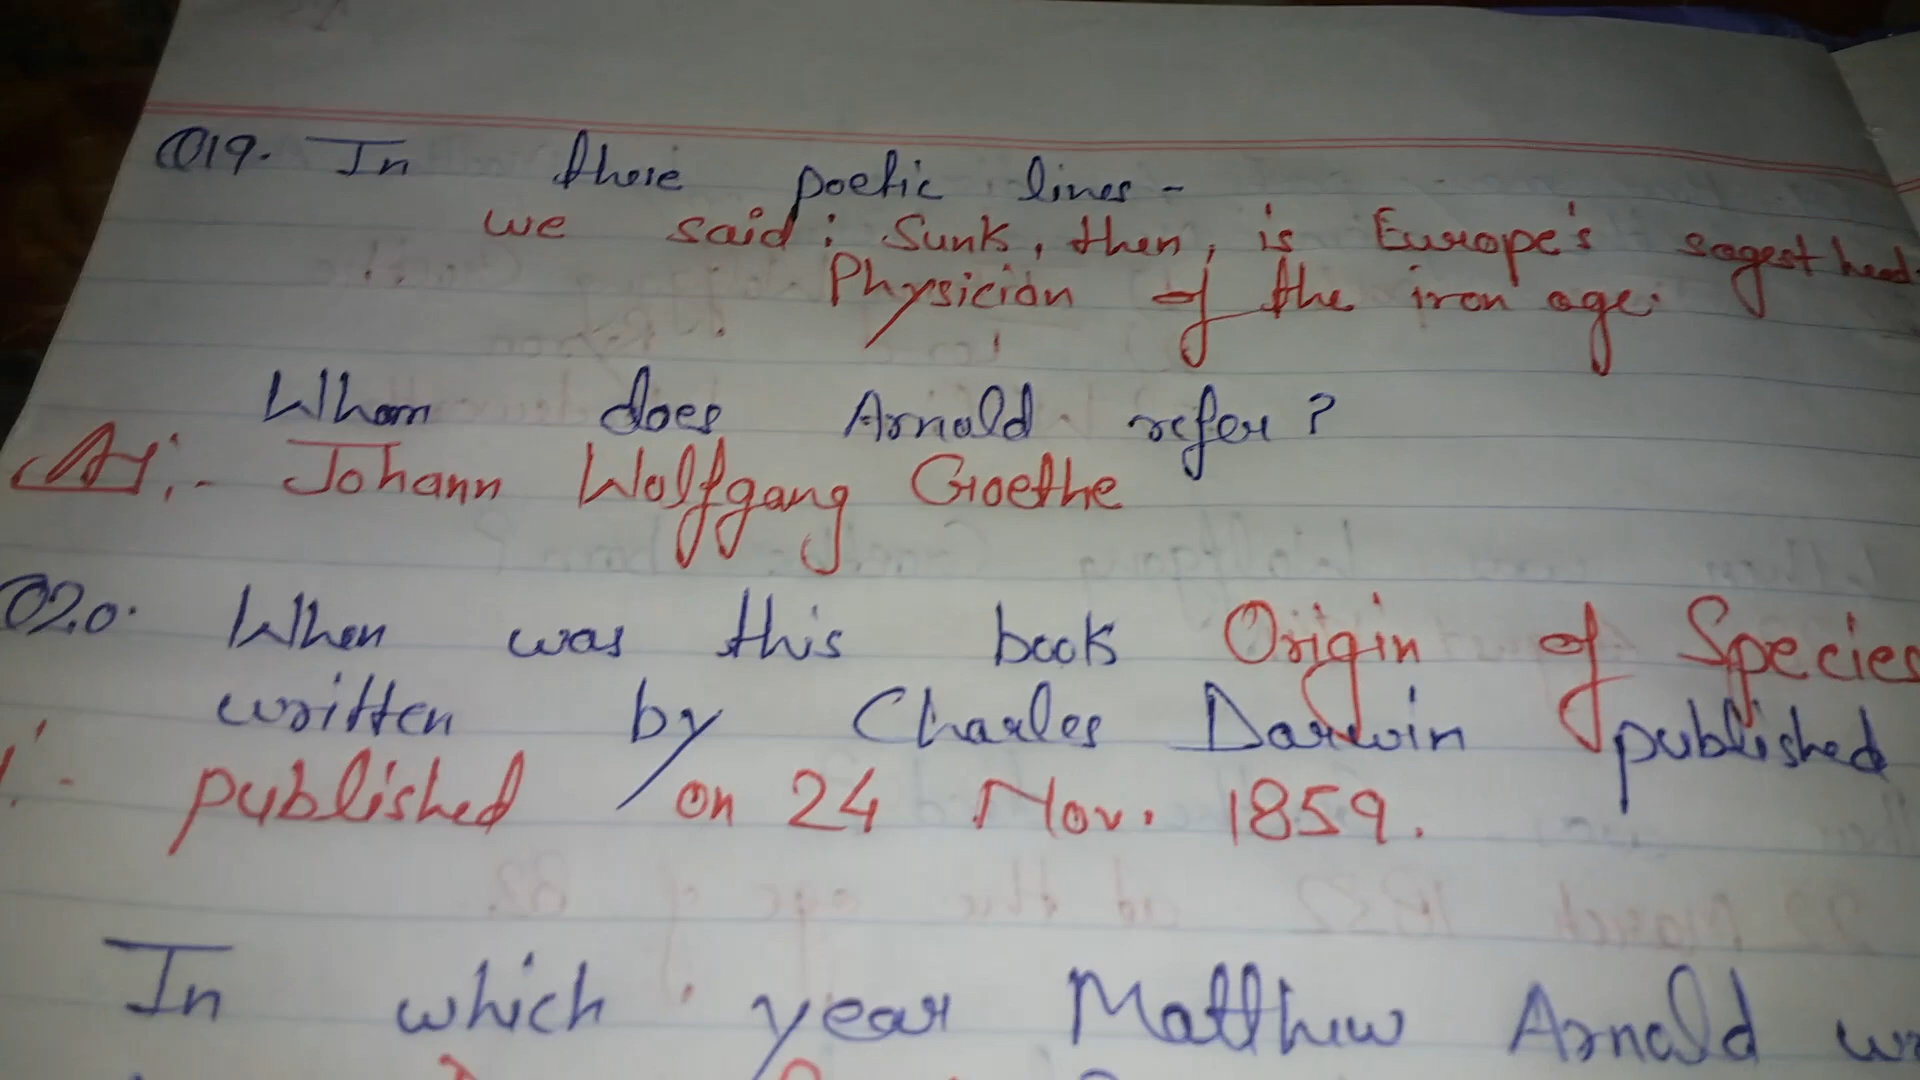 Q19. In these poetic lines -
we said: Sunk, then, is Europe's sagest head
Physician of the iron age.
Whom does Arnold refer?
A:- Johann Wolfgang Goethe
Q20. When was this book Origin of Species
written by Charles Darwin published
:- published on 24 Nov. 1859.
In which year Matthew Arnold